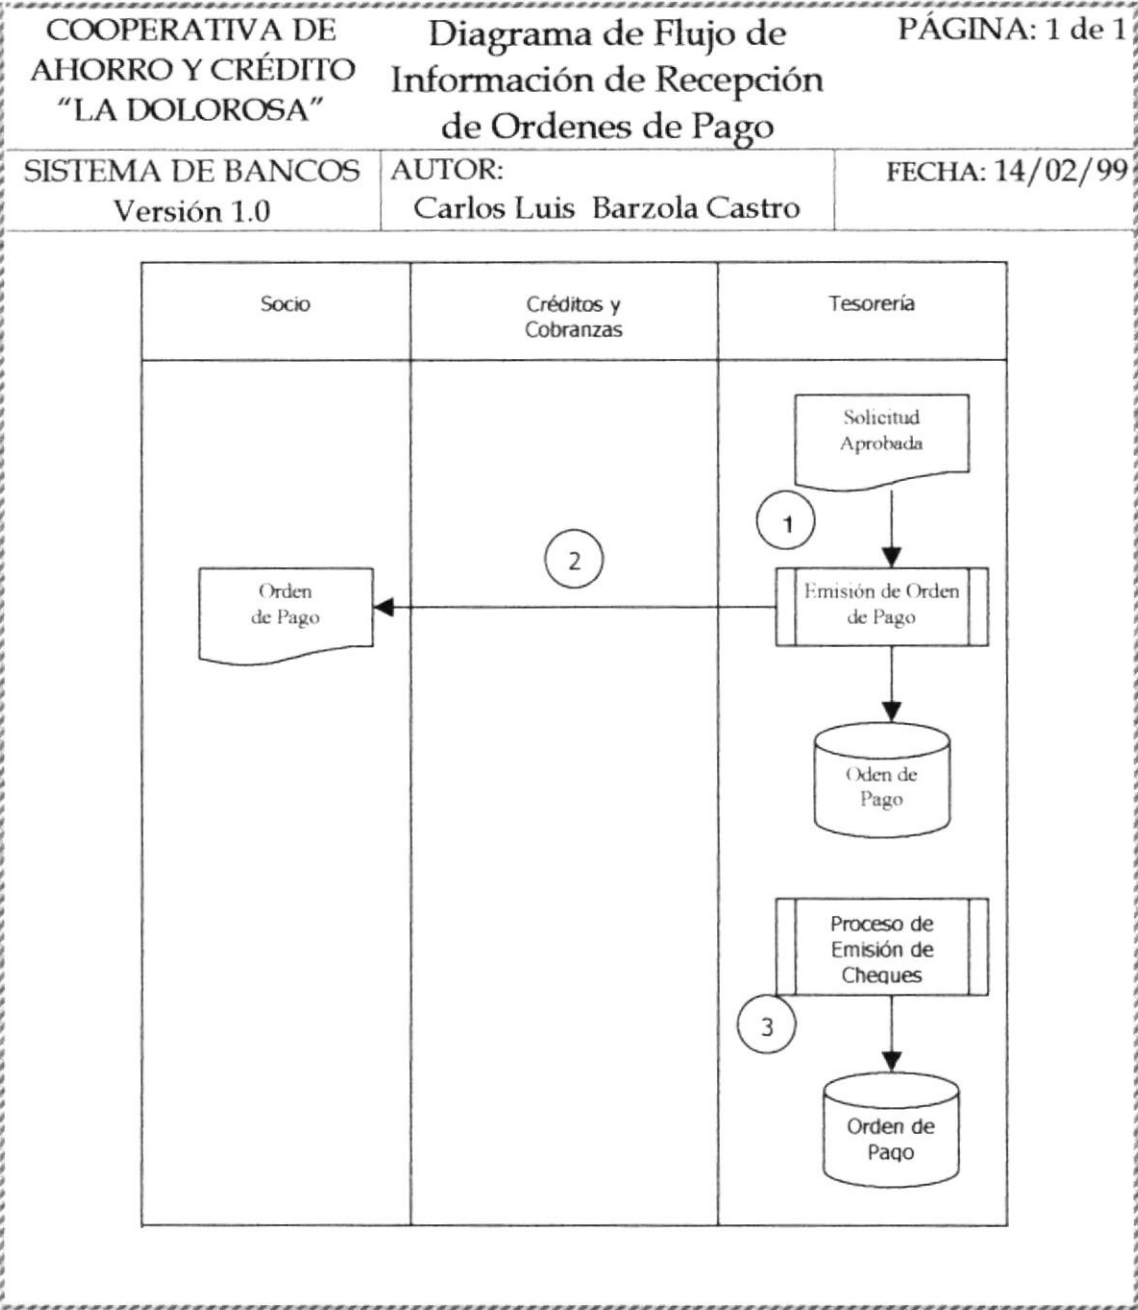 COOPERATIVA DE
AHORRO Y CRÉDITO
“LA DOLOROSA”
Diagrama de Flujo de
Información de Recepción
de Ordenes de Pago
PÁGINA: 1 de 1
SISTEMA DE BANCOS
Versión 1.0
AUTOR:
Carlos Luis Barzola Castro
FECHA: 14/02/99
Socio
Créditos y
Cobranzas
Tesorería
Solicitud
Aprobada
1
2
Orden
de Pago
Emisión de Orden
de Pago
Oden de
Pago
Proceso de
Emisión de
Cheques
3
Orden de
Pago